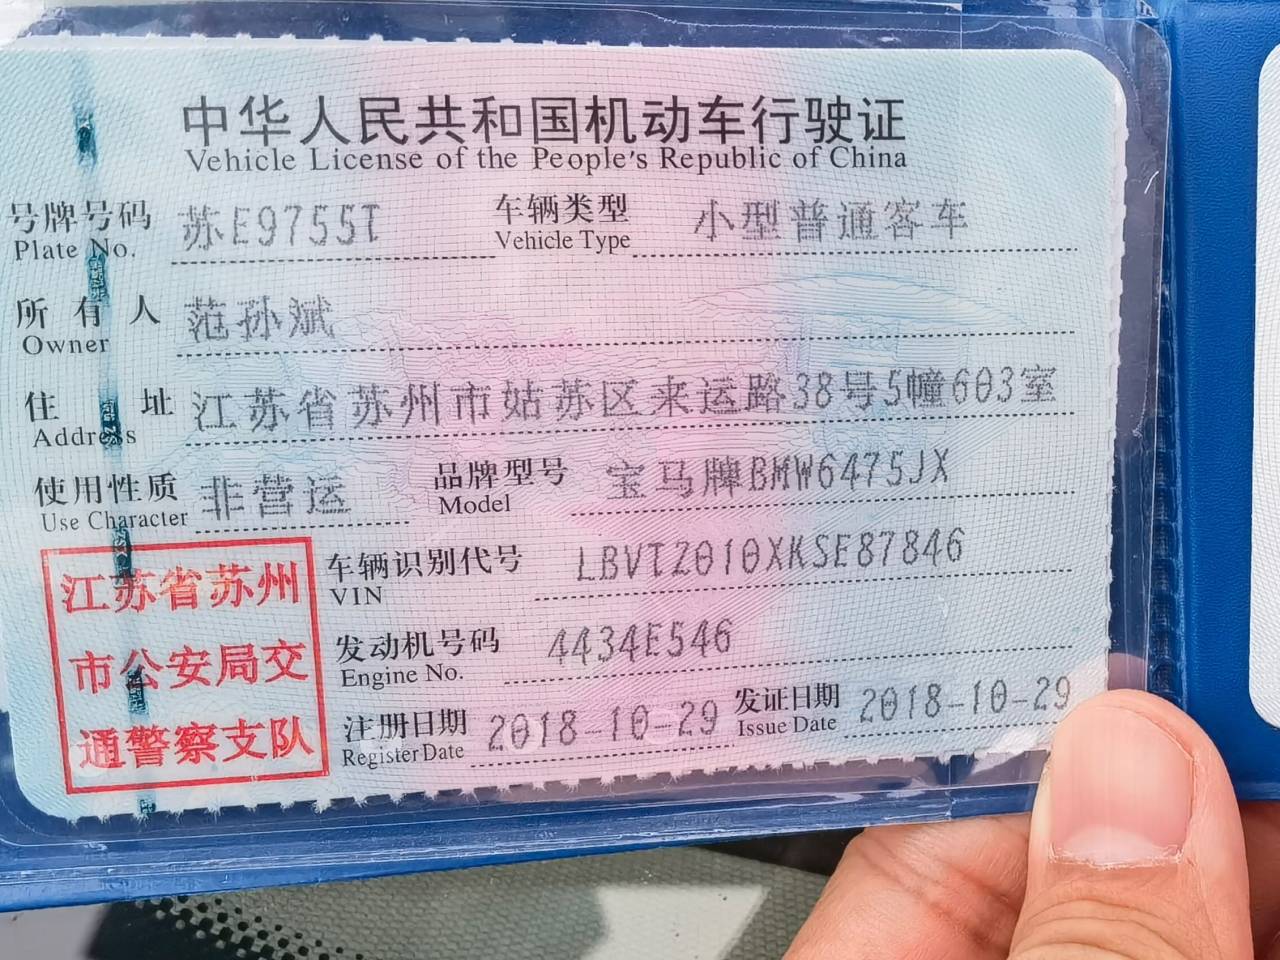 中华人民共和国机动车行驶证
Vehicle License of the People's Republic of China
号牌号码 苏E9755T 车辆类型 小型普通客车
Plate No. Vehicle Type
所有人 范孙斌
Owner
住址 江苏省苏州市姑苏区来运路38号5幢603室
Address
使用性质 非营运 品牌型号 宝马牌BMW6475JX
Use Character Model
车辆识别代号 LBVTZ010XKSE87846
VIN
发动机号码 4434E546
Engine No.
注册日期 2018-10-29 发证日期 2018-10-29
Register Date Issue Date
江苏省苏州
市公安局交
通警察支队